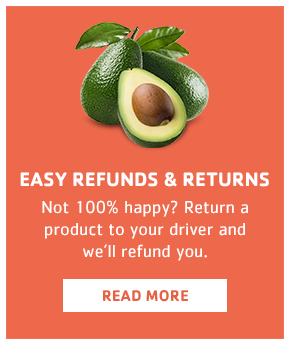 EASY REFUNDS & RETURNS
Not 100% happy? Return a
product to your driver and
we'll refund you.
READ MORE